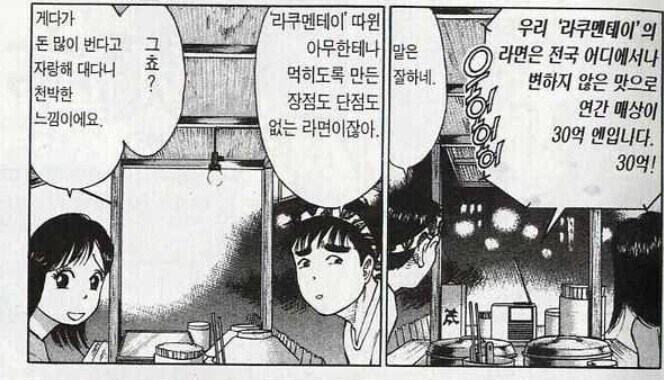 우리 '라쿠멘테이'의
라면은 전국 어디에서나
변하지 않은 맛으로
연간 매상이
30억 엔입니다.
30억!
말은
잘하네.
'라쿠멘테이' 따윈
아무한테나
먹히도록 만든
장점도 단점도
없는 라면이잖아.
게다가
돈 많이 번다고
자랑해 대다니
천박한
느낌이에요.
그죠?